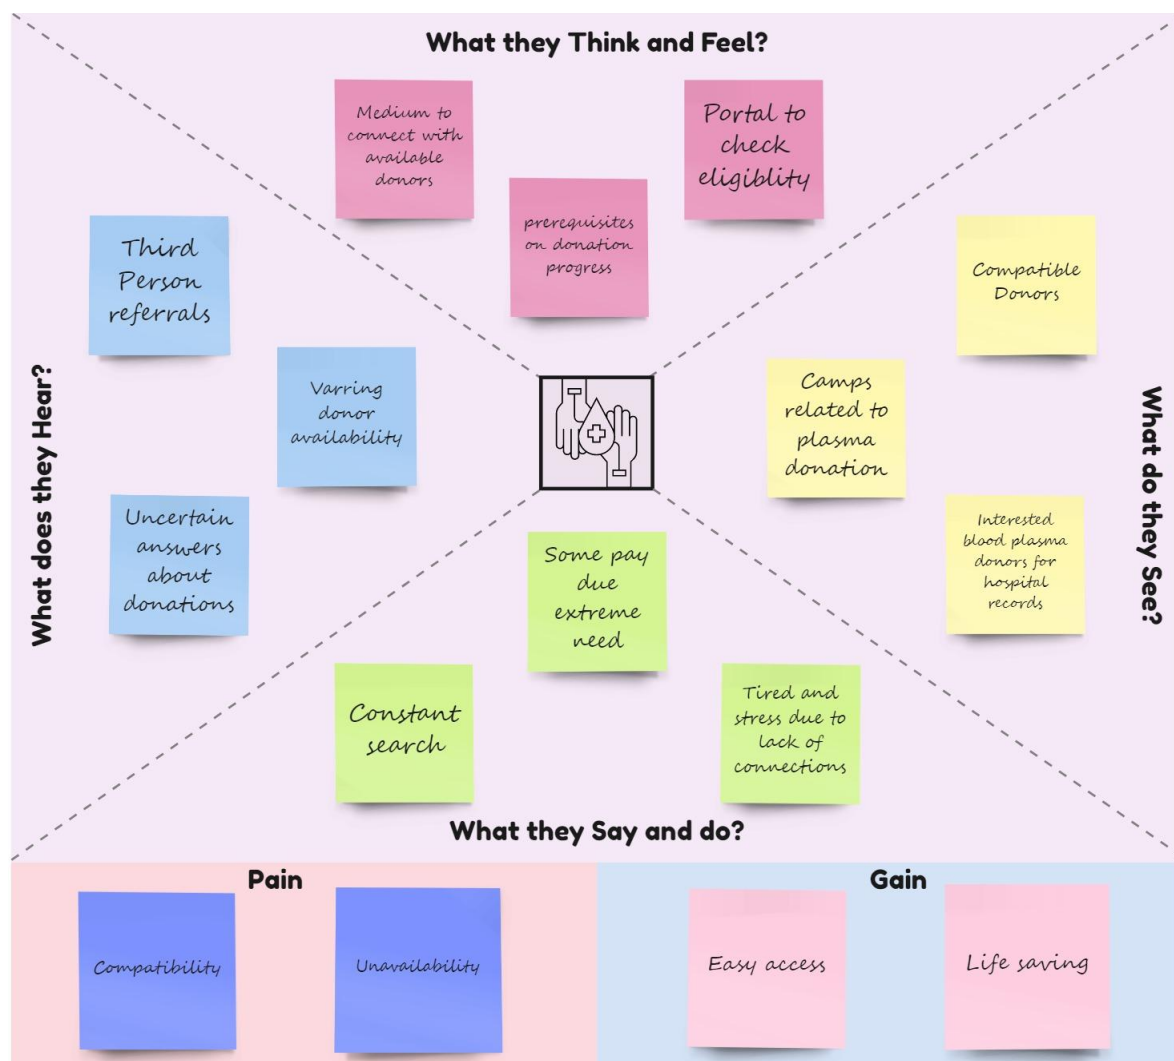 What they Think and Feel?
Medium to
connect with
available
donors
prerequisites
on donation
progress
Portal to
check
eligiblity
What does they Hear?
Third
Person
referrals
Varring
donor
availability
Uncertain
answers
about
donations
What do they See?
Compatible
Donors
Camps
related to
plasma
donation
Interested
blood plasma
donors for
hospital
records
Some pay
due
extreme
need
Constant
search
Tired and
stress due to
lack of
connections
What they Say and do?
Pain
Compatibility
Unavailability
Gain
Easy access
Life saving